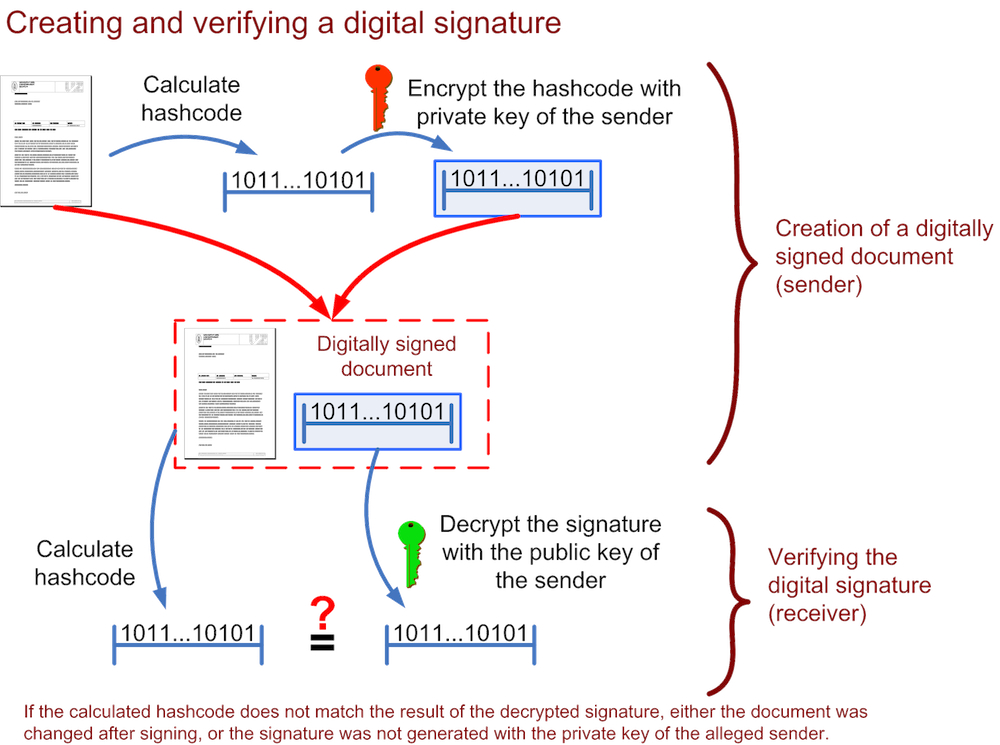 Creating and verifying a digital signature
Calculate
hashcode
Encrypt the hashcode with
private key of the sender
1011...10101
1011...10101
Creation of a digitally
signed document
(sender)
Digitally signed
document
1011...10101
Calculate
hashcode
Decrypt the signature
with the public key of
the sender
Verifying the
digital signature
(receiver)
1011...10101
?
=
1011...10101
If the calculated hashcode does not match the result of the decrypted signature, either the document was
changed after signing, or the signature was not generated with the private key of the alleged sender.